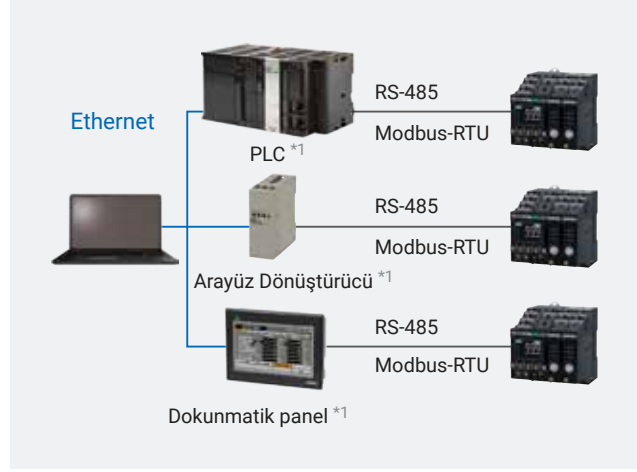 Ethernet
RS-485
Modbus-RTU
PLC *1
RS-485
Modbus-RTU
Arayüz Dönüştürücü *1
RS-485
Modbus-RTU
Dokunmatik panel *1